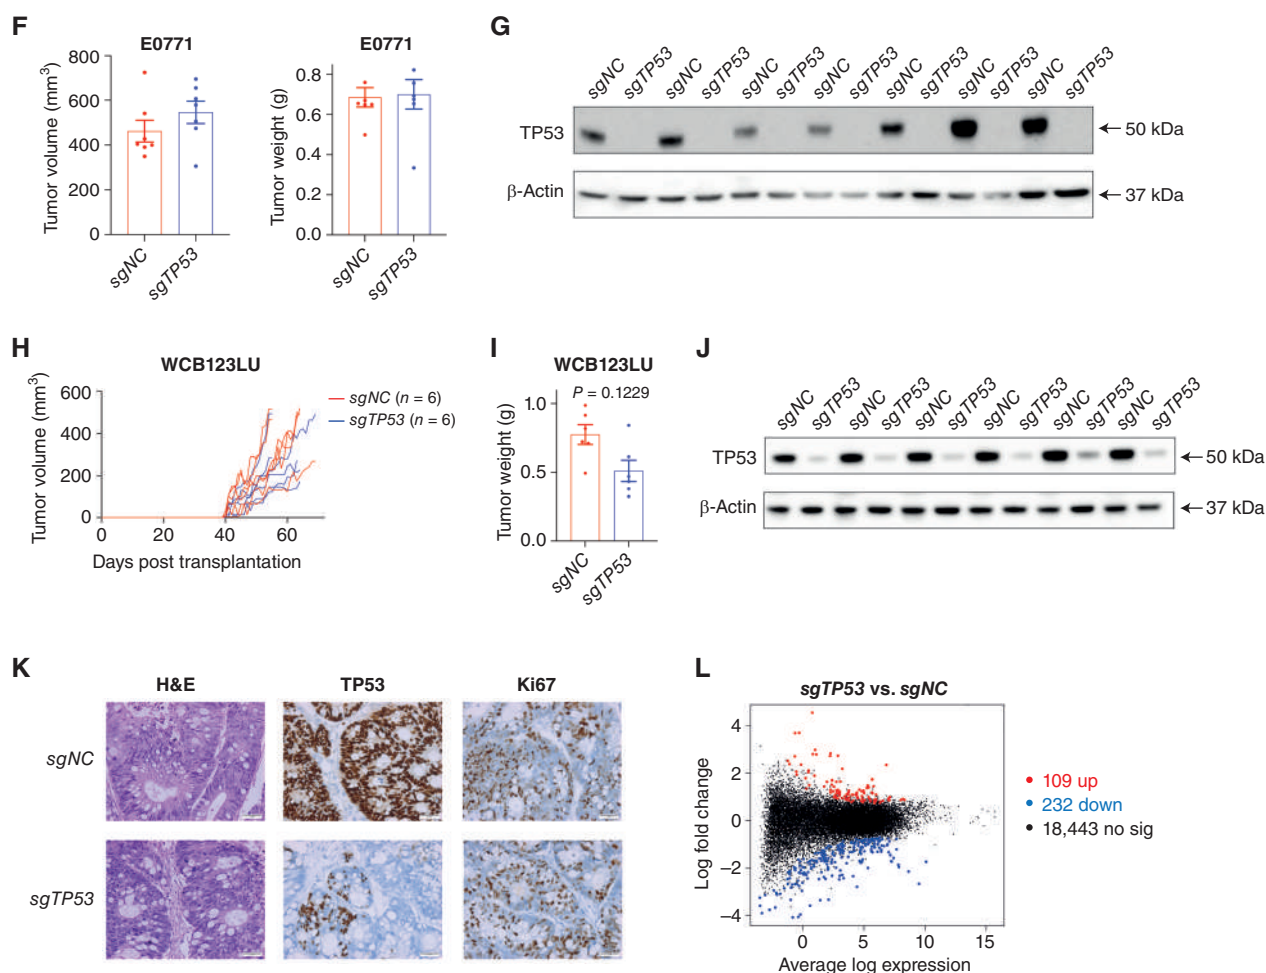 F
E0771
Tumor volume (mm3)
800
600
400
200
0
sgNC
sgTP53
E0771
Tumor weight (g)
0.8
0.6
0.4
0.2
0.0
sgNC
sgTP53
G
sgNC sgTP53 sgNC sgTP53 sgNC sgTP53 sgNC sgTP53 sgNC sgTP53 sgNC sgTP53 sgNC sgTP53
TP53
50 kDa
β-Actin
37 kDa
H
WCB123LU
Tumor volume (mm3)
600
400
200
0
0 20 40 60
Days post transplantation
sgNC (n = 6)
sgTP53 (n = 6)
I
WCB123LU
P = 0.1229
Tumor weight (g)
1.0
0.5
0.0
sgNC
sgTP53
J
sgNC sgTP53 sgNC sgTP53 sgNC sgTP53 sgNC sgTP53 sgNC sgTP53 sgNC sgTP53
TP53
50 kDa
β-Actin
37 kDa
K
H&E TP53 Ki67
sgNC
sgTP53
L
sgTP53 vs. sgNC
Log fold change
4
2
0
−2
−4
0 5 10 15
Average log expression
109 up
232 down
18,443 no sig